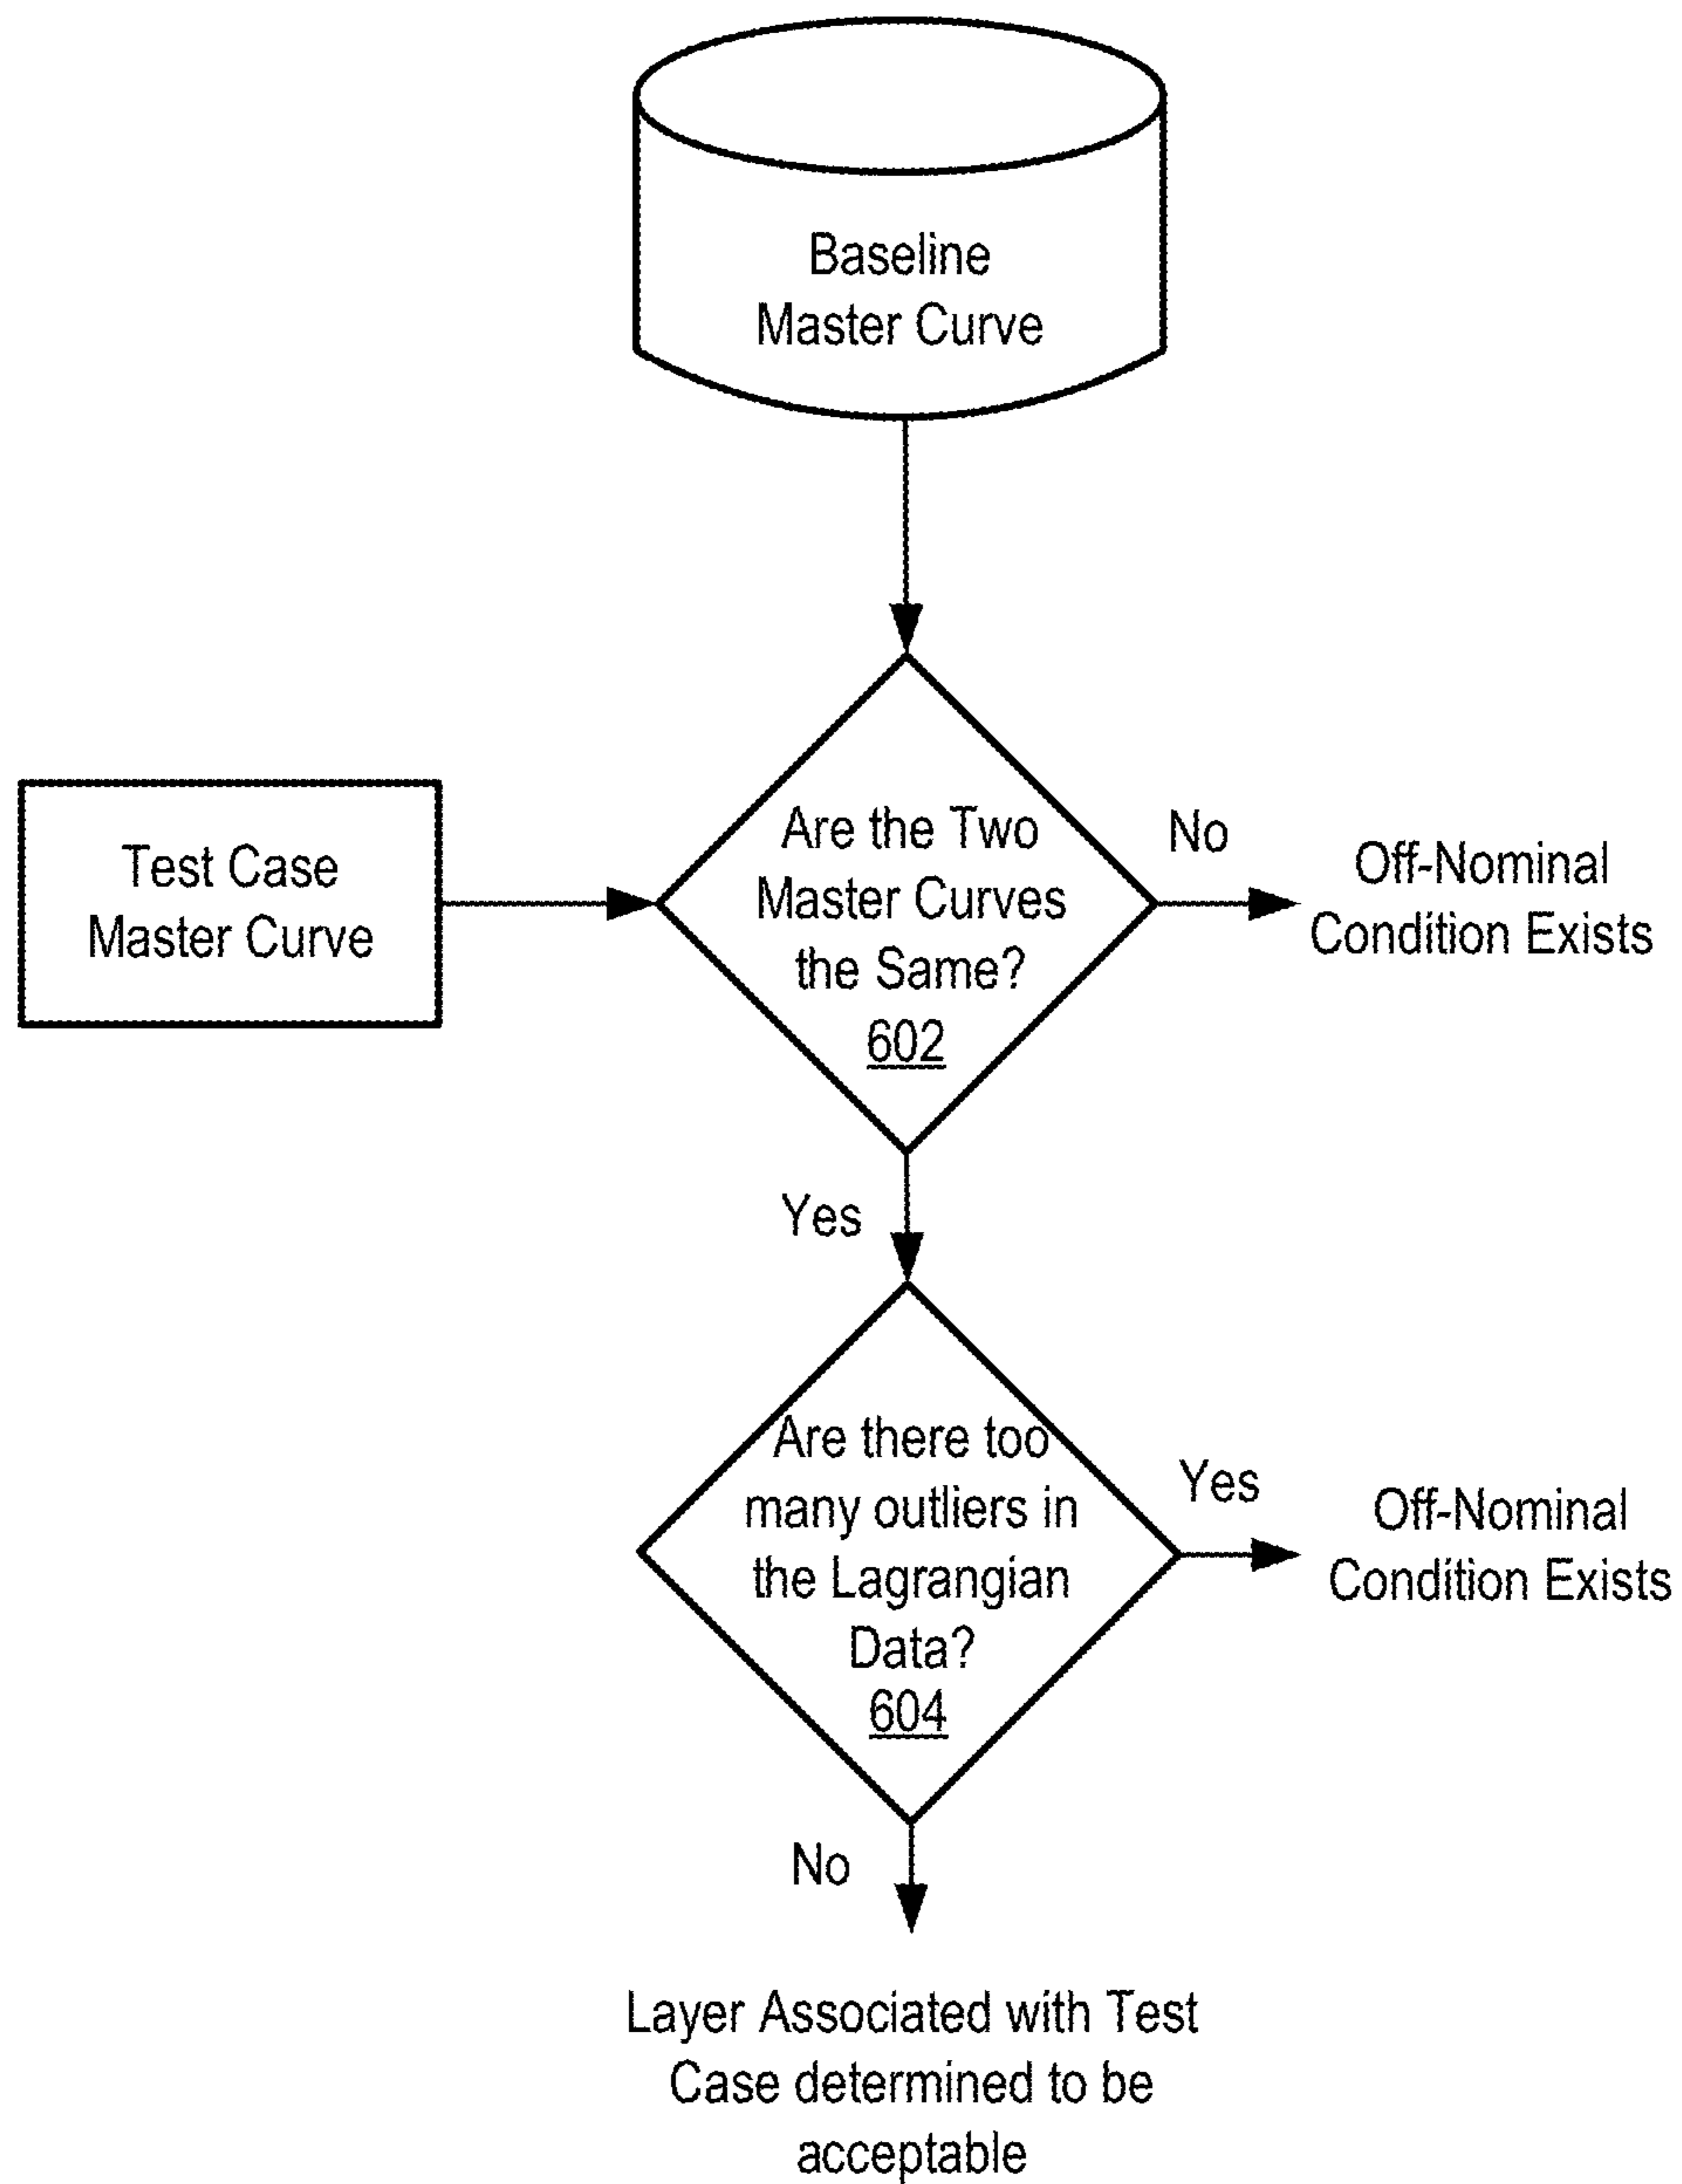 Baseline
Master Curve
Test Case
Master Curve
Are the Two
Master Curves
the Same?
602
No
Off-Nominal
Condition Exists
Yes
Are there too
many outliers in
the Lagrangian
Data?
604
Yes
Off-Nominal
Condition Exists
No
Layer Associated with Test
Case determined to be
acceptable